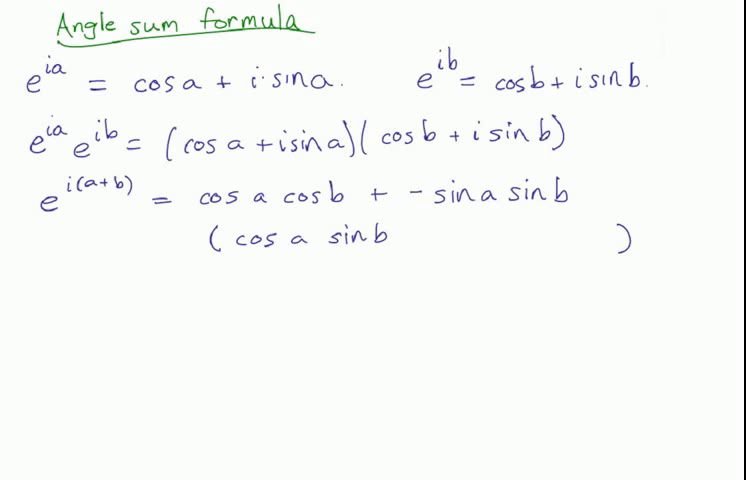 Angle sum formula
e^{ia} = cos a + i·sin a. e^{ib} = cos b + i sin b.
e^{ia} e^{ib} = (cos a + i sin a)(cos b + i sin b)
e^{i(a+b)} = cos a cos b + - sin a sin b
( cos a sin b )